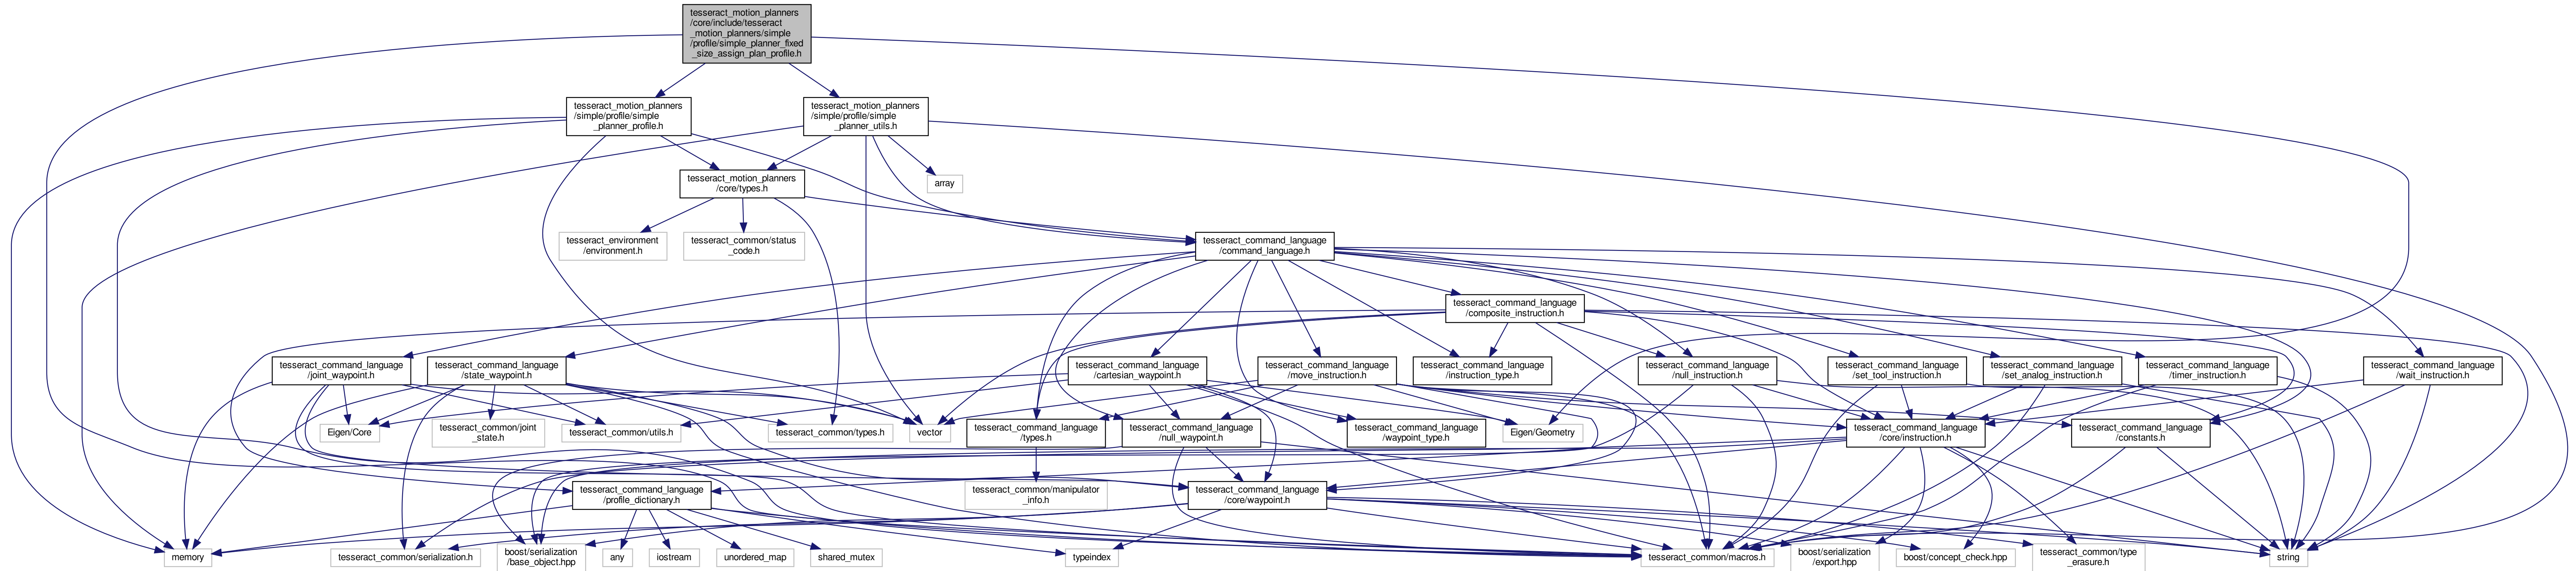 tesseract_motion_planners
/core/include/tesseract
_motion_planners/simple
/profile/simple_planner_fixed
_size_assign_plan_profile.h
tesseract_motion_planners
/simple/profile/simple
_planner_profile.h
tesseract_motion_planners
/simple/profile/simple
_planner_utils.h
tesseract_motion_planners
/core/types.h
array
tesseract_environment
/environment.h
tesseract_common/status
_code.h
tesseract_command_language
/command_language.h
tesseract_command_language
/composite_instruction.h
tesseract_command_language
/joint_waypoint.h
tesseract_command_language
/state_waypoint.h
tesseract_command_language
/cartesian_waypoint.h
tesseract_command_language
/move_instruction.h
tesseract_command_language
/instruction_type.h
tesseract_command_language
/null_instruction.h
tesseract_command_language
/set_tool_instruction.h
tesseract_command_language
/set_analog_instruction.h
tesseract_command_language
/timer_instruction.h
tesseract_command_language
/wait_instruction.h
Eigen/Core
tesseract_common/joint
_state.h
tesseract_common/utils.h
tesseract_common/types.h
vector
tesseract_command_language
/types.h
tesseract_command_language
/null_waypoint.h
tesseract_command_language
/waypoint_type.h
Eigen/Geometry
tesseract_command_language
/core/instruction.h
tesseract_command_language
/constants.h
tesseract_command_language
/profile_dictionary.h
tesseract_common/manipulator
_info.h
tesseract_command_language
/core/waypoint.h
memory
tesseract_common/serialization.h
boost/serialization
/base_object.hpp
any
iostream
unordered_map
shared_mutex
typeindex
tesseract_common/macros.h
boost/serialization
/export.hpp
boost/concept_check.hpp
tesseract_common/type
_erasure.h
string